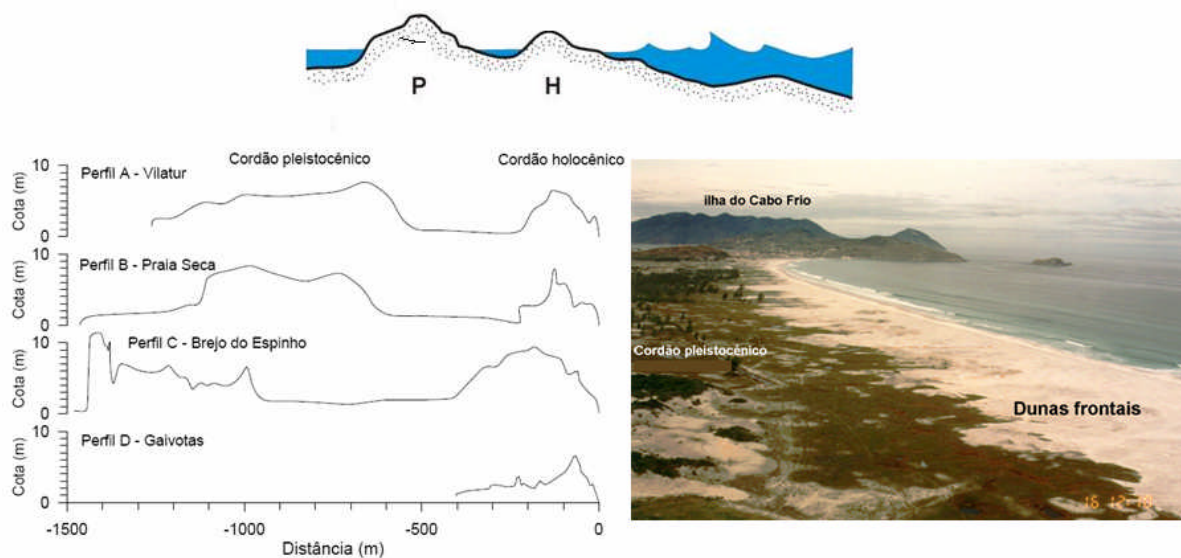 P
H
Cordão pleistocênico
Cordão holocênico
Cota (m)
10
0
Perfil A - Vilatur
Cota (m)
10
0
Perfil B - Praia Seca
Cota (m)
10
0
Perfil C - Brejo do Espinho
Cota (m)
10
0
Perfil D - Gaivotas
-1500
-1000
-500
0
Distância (m)
ilha do Cabo Frio
Cordão pleistocênico
Dunas frontais